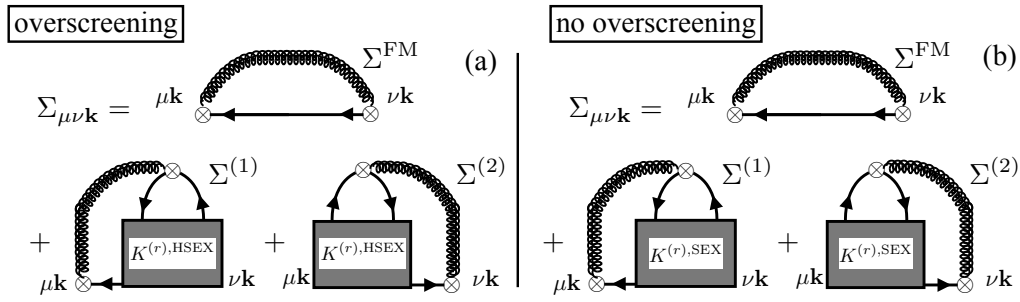 overscreening
(a)
Σ^FM
μk
νk
Σ_μνk =
Σ^(1)
Σ^(2)
+
K^(r),HSEX
+
K^(r),HSEX
μk
νk
μk
νk
no overscreening
(b)
Σ^FM
μk
νk
Σ_μνk =
Σ^(1)
Σ^(2)
+
K^(r),SEX
+
K^(r),SEX
μk
νk
μk
νk